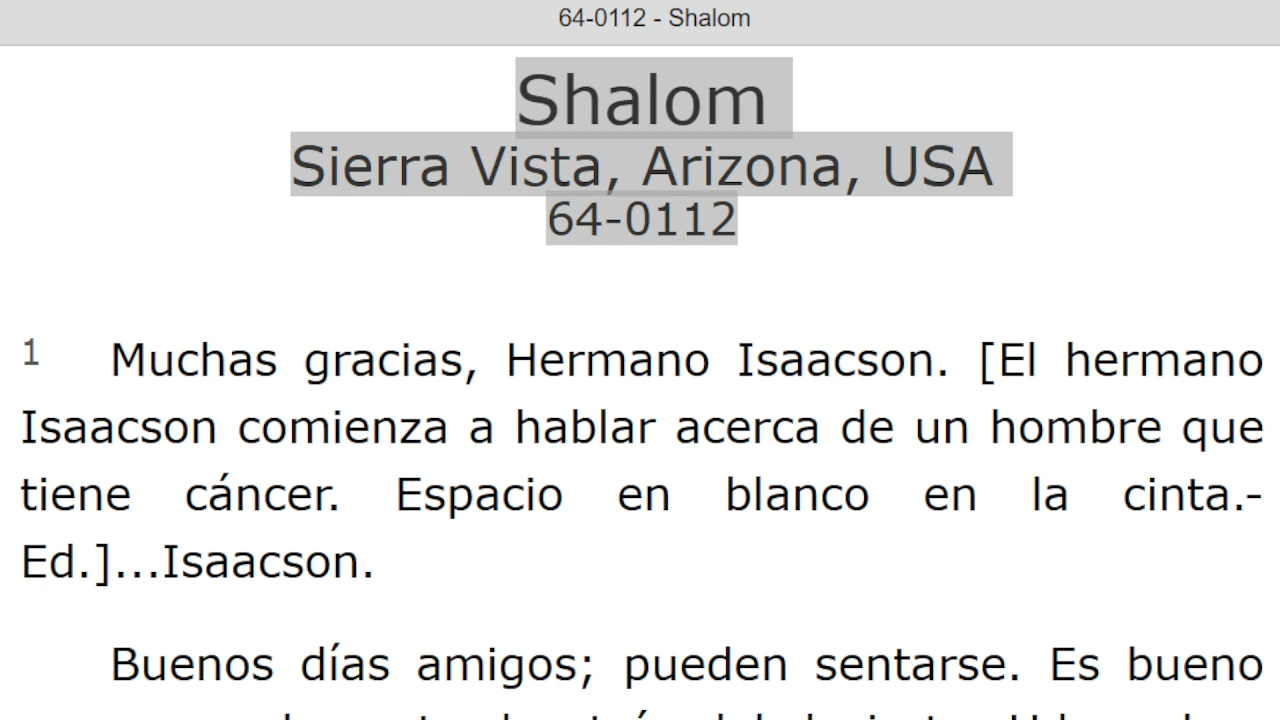 64-0112 - Shalom
Shalom
Sierra Vista, Arizona, USA
64-0112
1 Muchas gracias, Hermano Isaacson. [El hermano
Isaacson comienza a hablar acerca de un hombre que
tiene cáncer. Espacio en blanco en la cinta.-
Ed.]...Isaacson.
Buenos días amigos; pueden sentarse. Es bueno